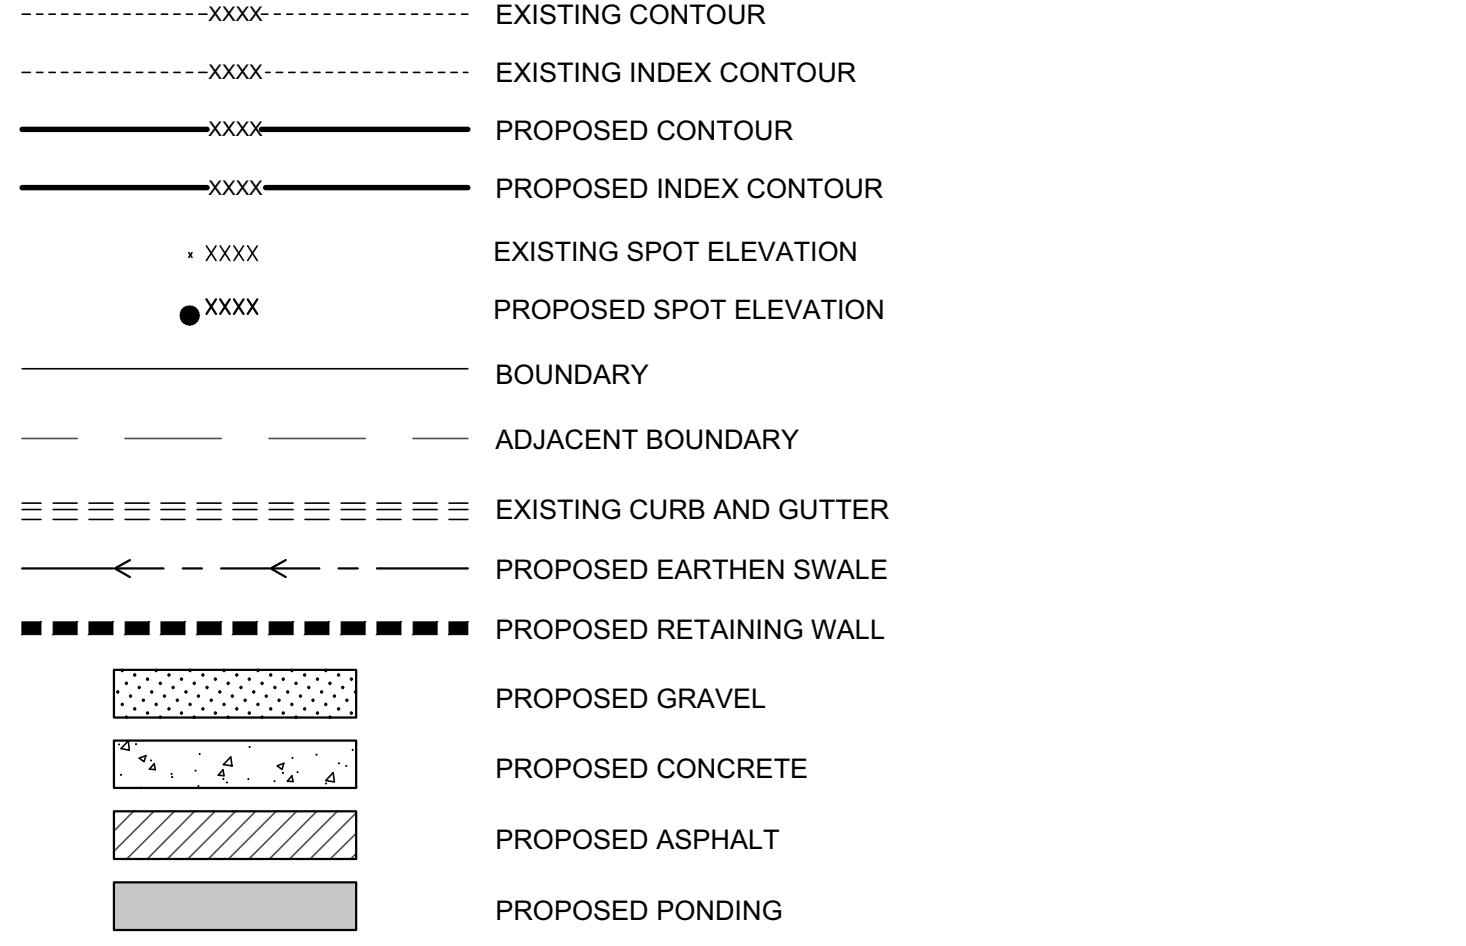 XXXX EXISTING CONTOUR
XXXX EXISTING INDEX CONTOUR
XXXX PROPOSED CONTOUR
XXXX PROPOSED INDEX CONTOUR
x XXXX EXISTING SPOT ELEVATION
XXXX PROPOSED SPOT ELEVATION
BOUNDARY
ADJACENT BOUNDARY
EXISTING CURB AND GUTTER
PROPOSED EARTHEN SWALE
PROPOSED RETAINING WALL
PROPOSED GRAVEL
PROPOSED CONCRETE
PROPOSED ASPHALT
PROPOSED PONDING